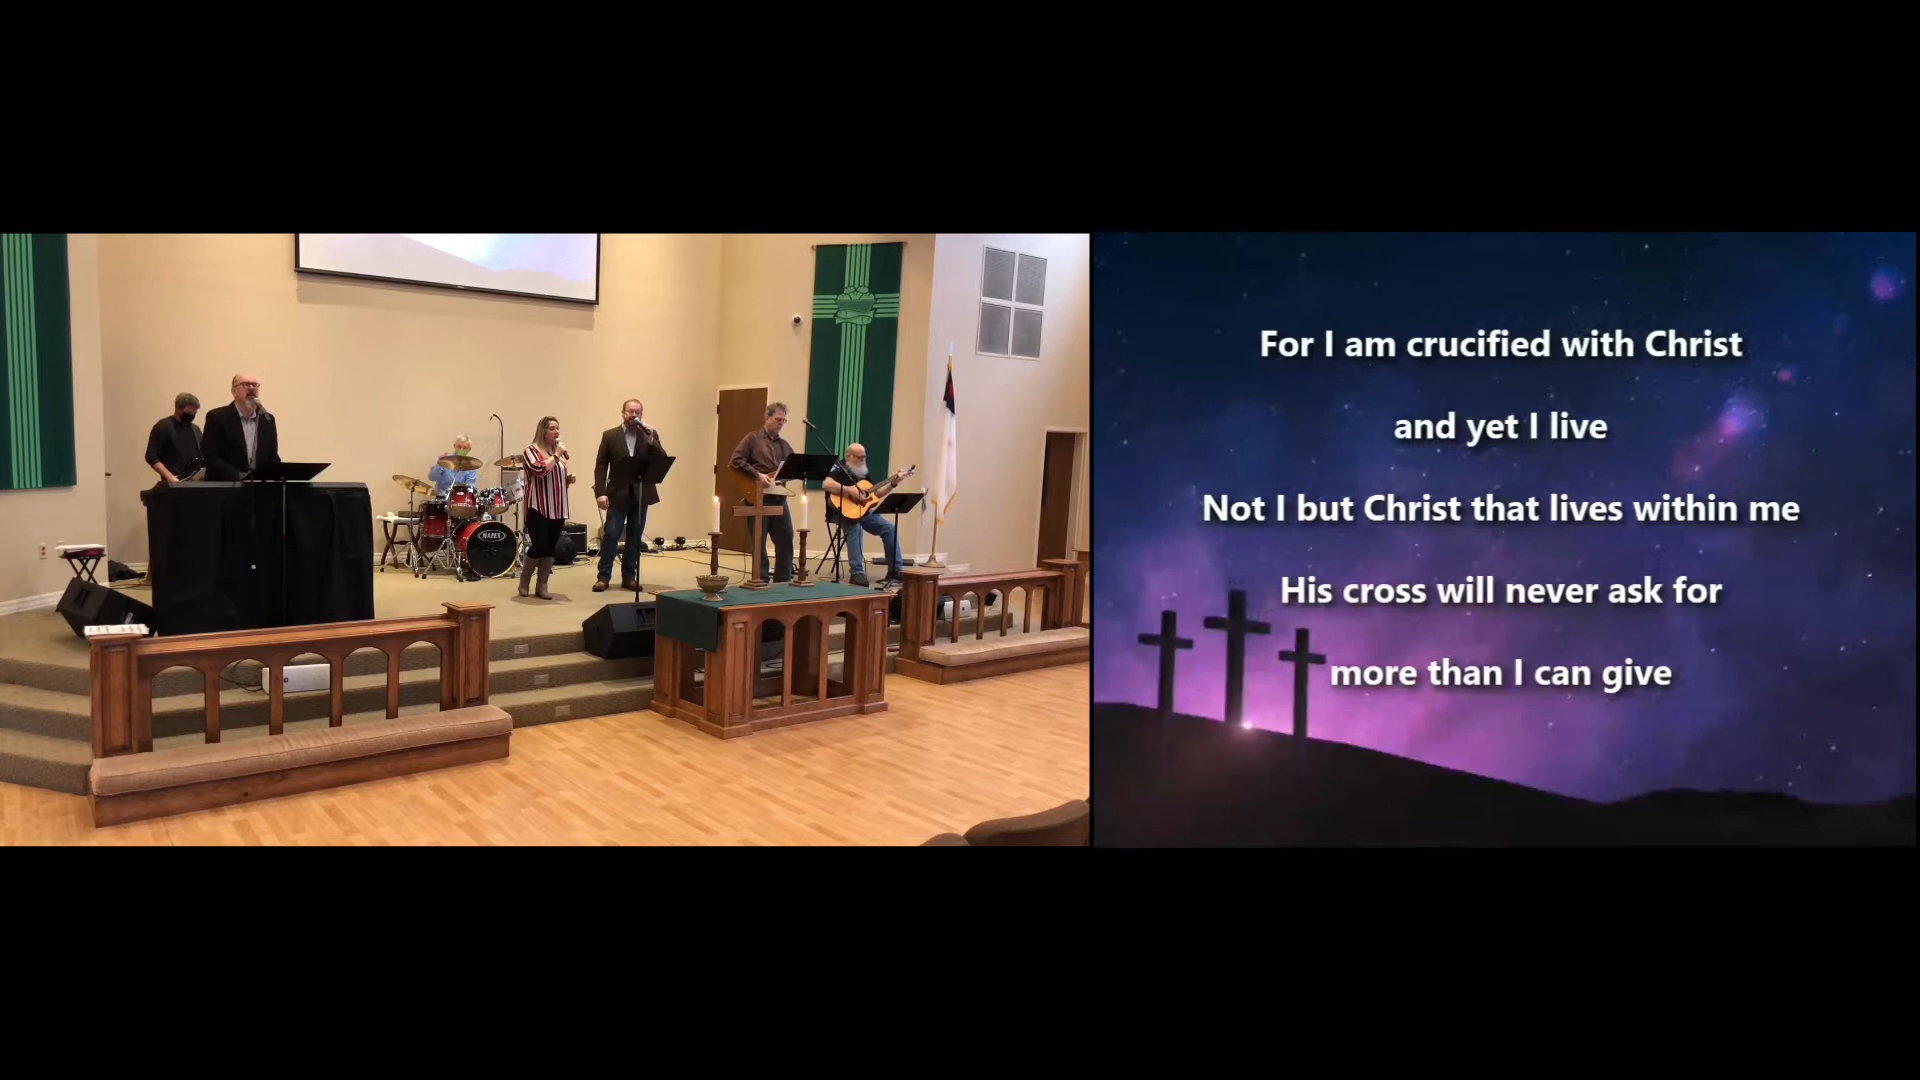 MAPEX
For I am crucified with Christ
and yet I live
Not I but Christ that lives within me
His cross will never ask for
more than I can give